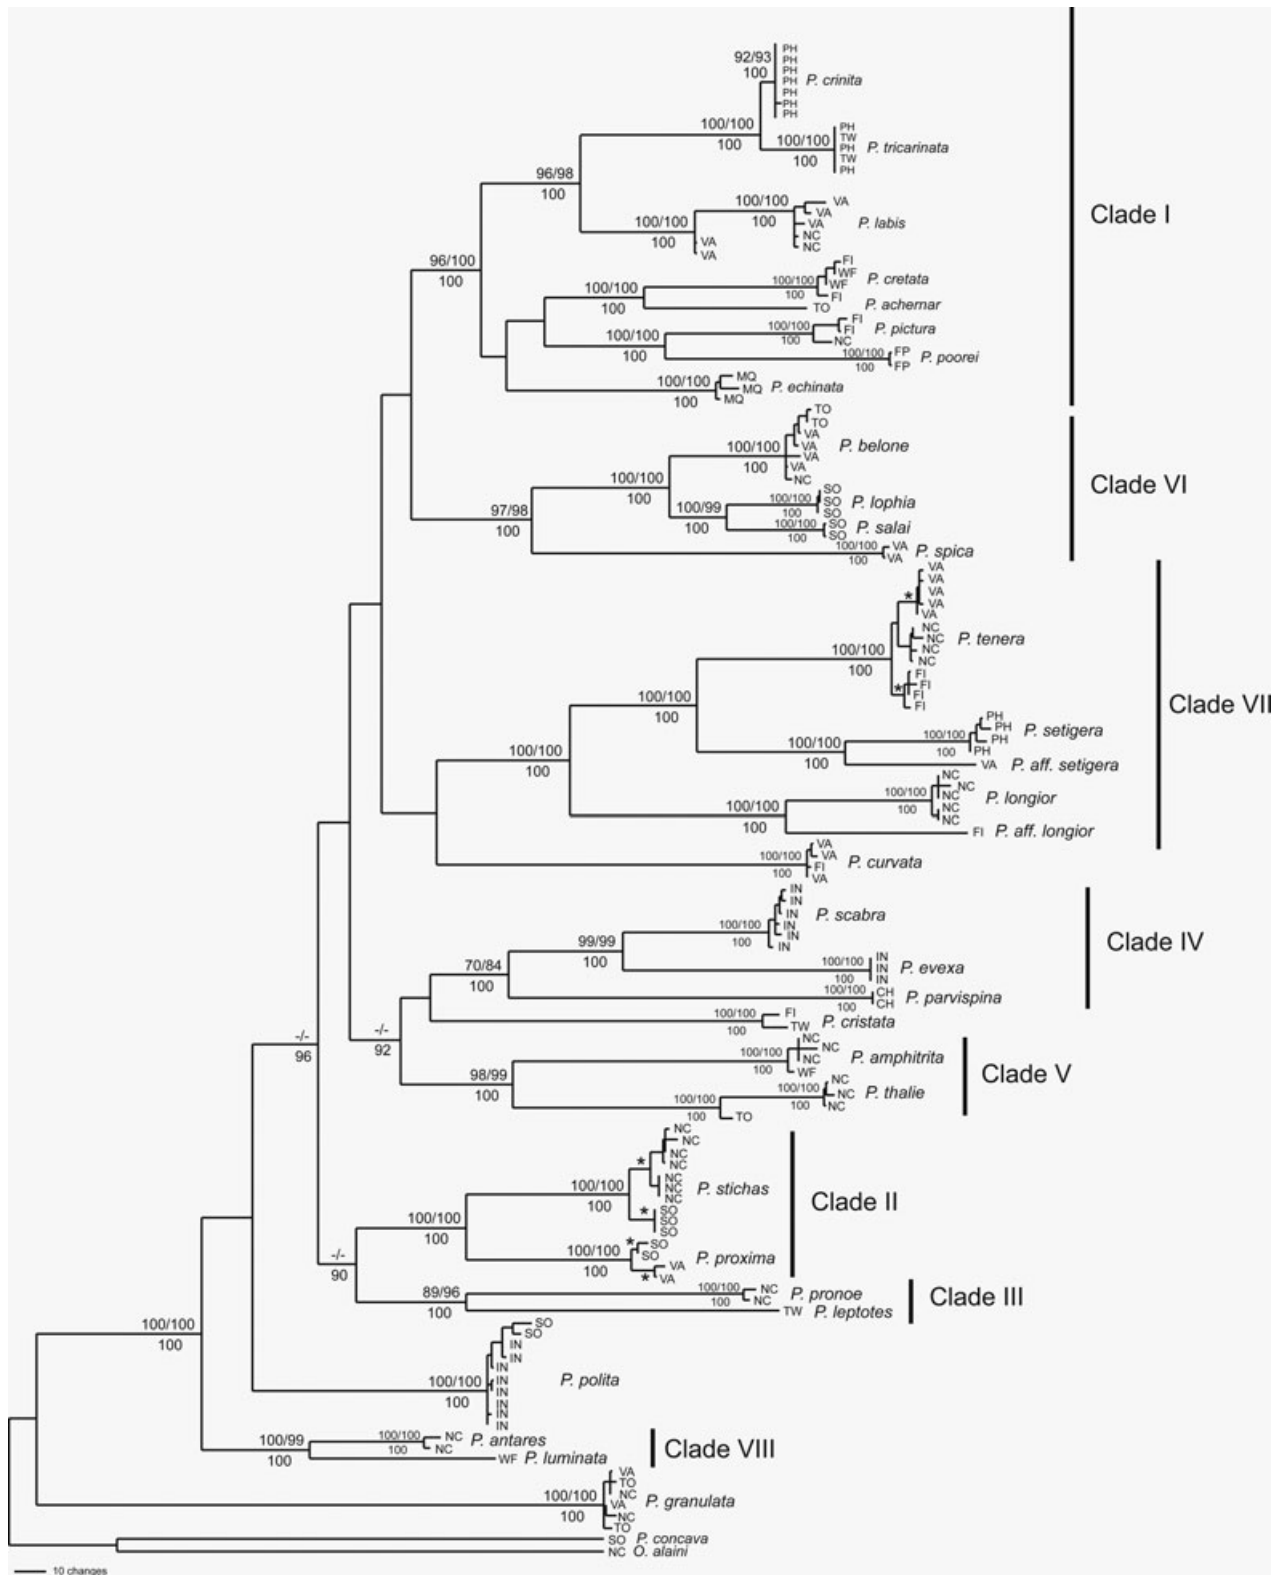 PH
92/93
PH
PH
100
PH
P. crinita
PH
PH
PH
100/100
PH
TW
100/100
PH
P. tricarinata
100
100
TW
PH
96/98
100
100/100
VA
VA
100
100/100
VA
P. labis
NC
100
VA
NC
VA
Clade I
96/100
100
FI
WF
100/100
P. cretata
WF
100/100
100
FI
100
TO
P. achernar
FI
100/100
FI
P. pictura
100/100
100
NC
100
100/100
FP
P. poorei
100
FP
MQ
100/100
MQ
P. echinata
100
MQ
TO
TO
VA
100/100
VA
P. belone
VA
100
VA
100/100
NC
100
SO
100/100
SO
P. lophia
100/99
100
SO
97/98
100
100/100
SO
P. salai
100
100
SO
100/100
VA
P. spica
100
VA
Clade VI
VA
VA
VA
*
VA
VA
NC
NC
P. tenera
100/100
NC
100
NC
FI
*
FI
FI
FI
100/100
100
PH
PH
P. setigera
100/100
PH
100/100
100
PH
100
VA
P. aff. setigera
100/100
100
NC
NC
100/100
NC
P. longior
100/100
100
NC
NC
100
FI
P. aff. longior
Clade VII
VA
100/100
VA
P. curvata
100
FI
VA
IN
IN
IN
P. scabra
100/100
IN
IN
100
IN
99/99
100
IN
100/100
IN
P. evexa
100
IN
70/84
100
100/100
CH
P. parvispina
100
CH
Clade IV
100/100
FI
100
TW
P. cristata
-/-
96
-/-
92
NC
100/100
NC
P. amphitrita
100
NC
WF
98/99
100
NC
100/100
NC
P. thalie
100
NC
100/100
100
TO
Clade V
NC
NC
NC
*
NC
NC
100/100
NC
P. stichas
100
NC
*
SO
SO
SO
100/100
100
*
SO
100/100
SO
P. proxima
100
VA
*
VA
Clade II
-/-
90
89/96
100
100/100
NC
P. pronoe
100
NC
TW
P. leptotes
Clade III
100/100
100
SO
SO
IN
IN
IN
100/100
IN
P. polita
100
IN
IN
IN
IN
100/99
100
100/100
NC
P. antares
100
NC
WF
P. luminata
Clade VIII
VA
TO
NC
100/100
VA
P. granulata
100
NC
TO
SO
P. concava
NC
O. alaini
10 changes